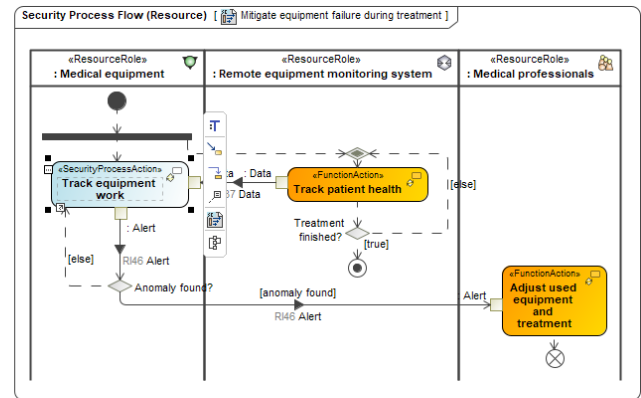 Security Process Flow (Resource) [ Mitigate equipment failure during treatment ]
«ResourceRole»
: Medical equipment
«ResourceRole»
: Remote equipment monitoring system
«ResourceRole»
: Medical professionals
«SecurityProcessAction»
Track equipment
work
: Data
Data
«FunctionAction»
Track patient health
[else]
Treatment
finished?
[true]
: Alert
[else]
RI46 Alert
Anomaly found?
[anomaly found]
RI46 Alert
Alert
«FunctionAction»
Adjust used
equipment
and
treatment